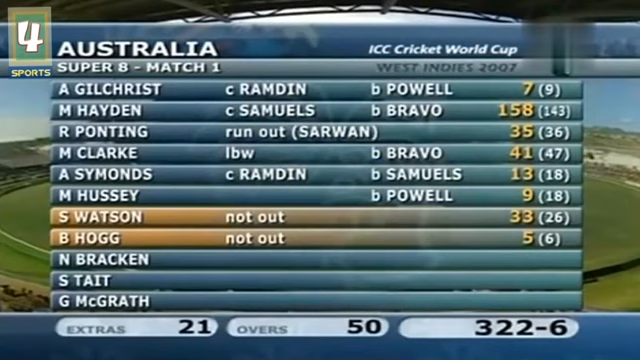 4
SPORTS
AUSTRALIA ICC Cricket World Cup
SUPER 8 - MATCH 1 WEST INDIES 2007
A GILCHRIST c RAMDIN b POWELL 7 (9)
M HAYDEN c SAMUELS b BRAVO 158 (143)
R PONTING run out (SARWAN) 35 (36)
M CLARKE lbw b BRAVO 41 (47)
A SYMONDS c RAMDIN b SAMUELS 13 (18)
M HUSSEY b POWELL 9 (18)
S WATSON not out 33 (26)
B HOGG not out 5 (6)
N BRACKEN
S TAIT
G McGRATH
EXTRAS 21 OVERS 50 322-6